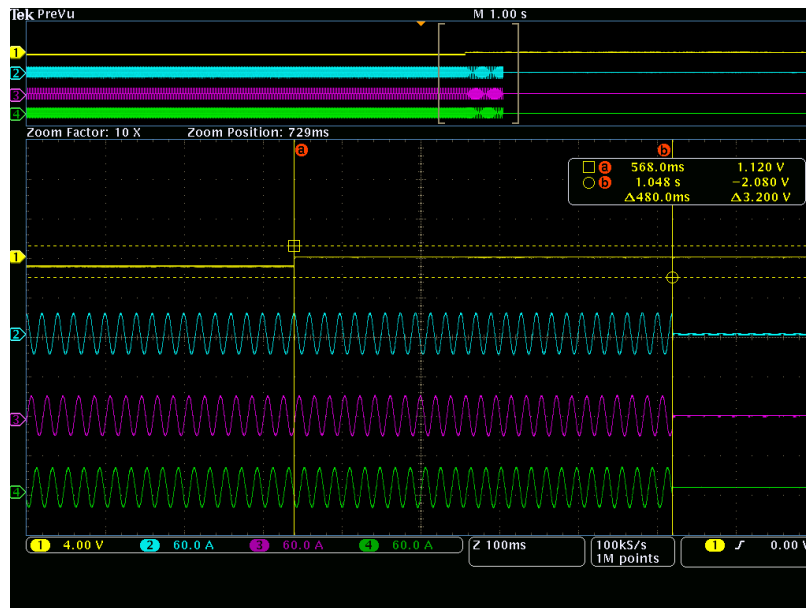 Tek PreVu M 1.00 s
1
2
3
4
Zoom Factor: 10 X Zoom Position: 729ms
a b
a 568.0ms 1.120 V
b 1.048 s −2.080 V
Δ480.0ms Δ3.200 V
1
2
3
4
1 4.00 V 2 60.0 A 3 60.0 A 4 60.0 A Z 100ms 100kS/s 1 0.00 V
1M points